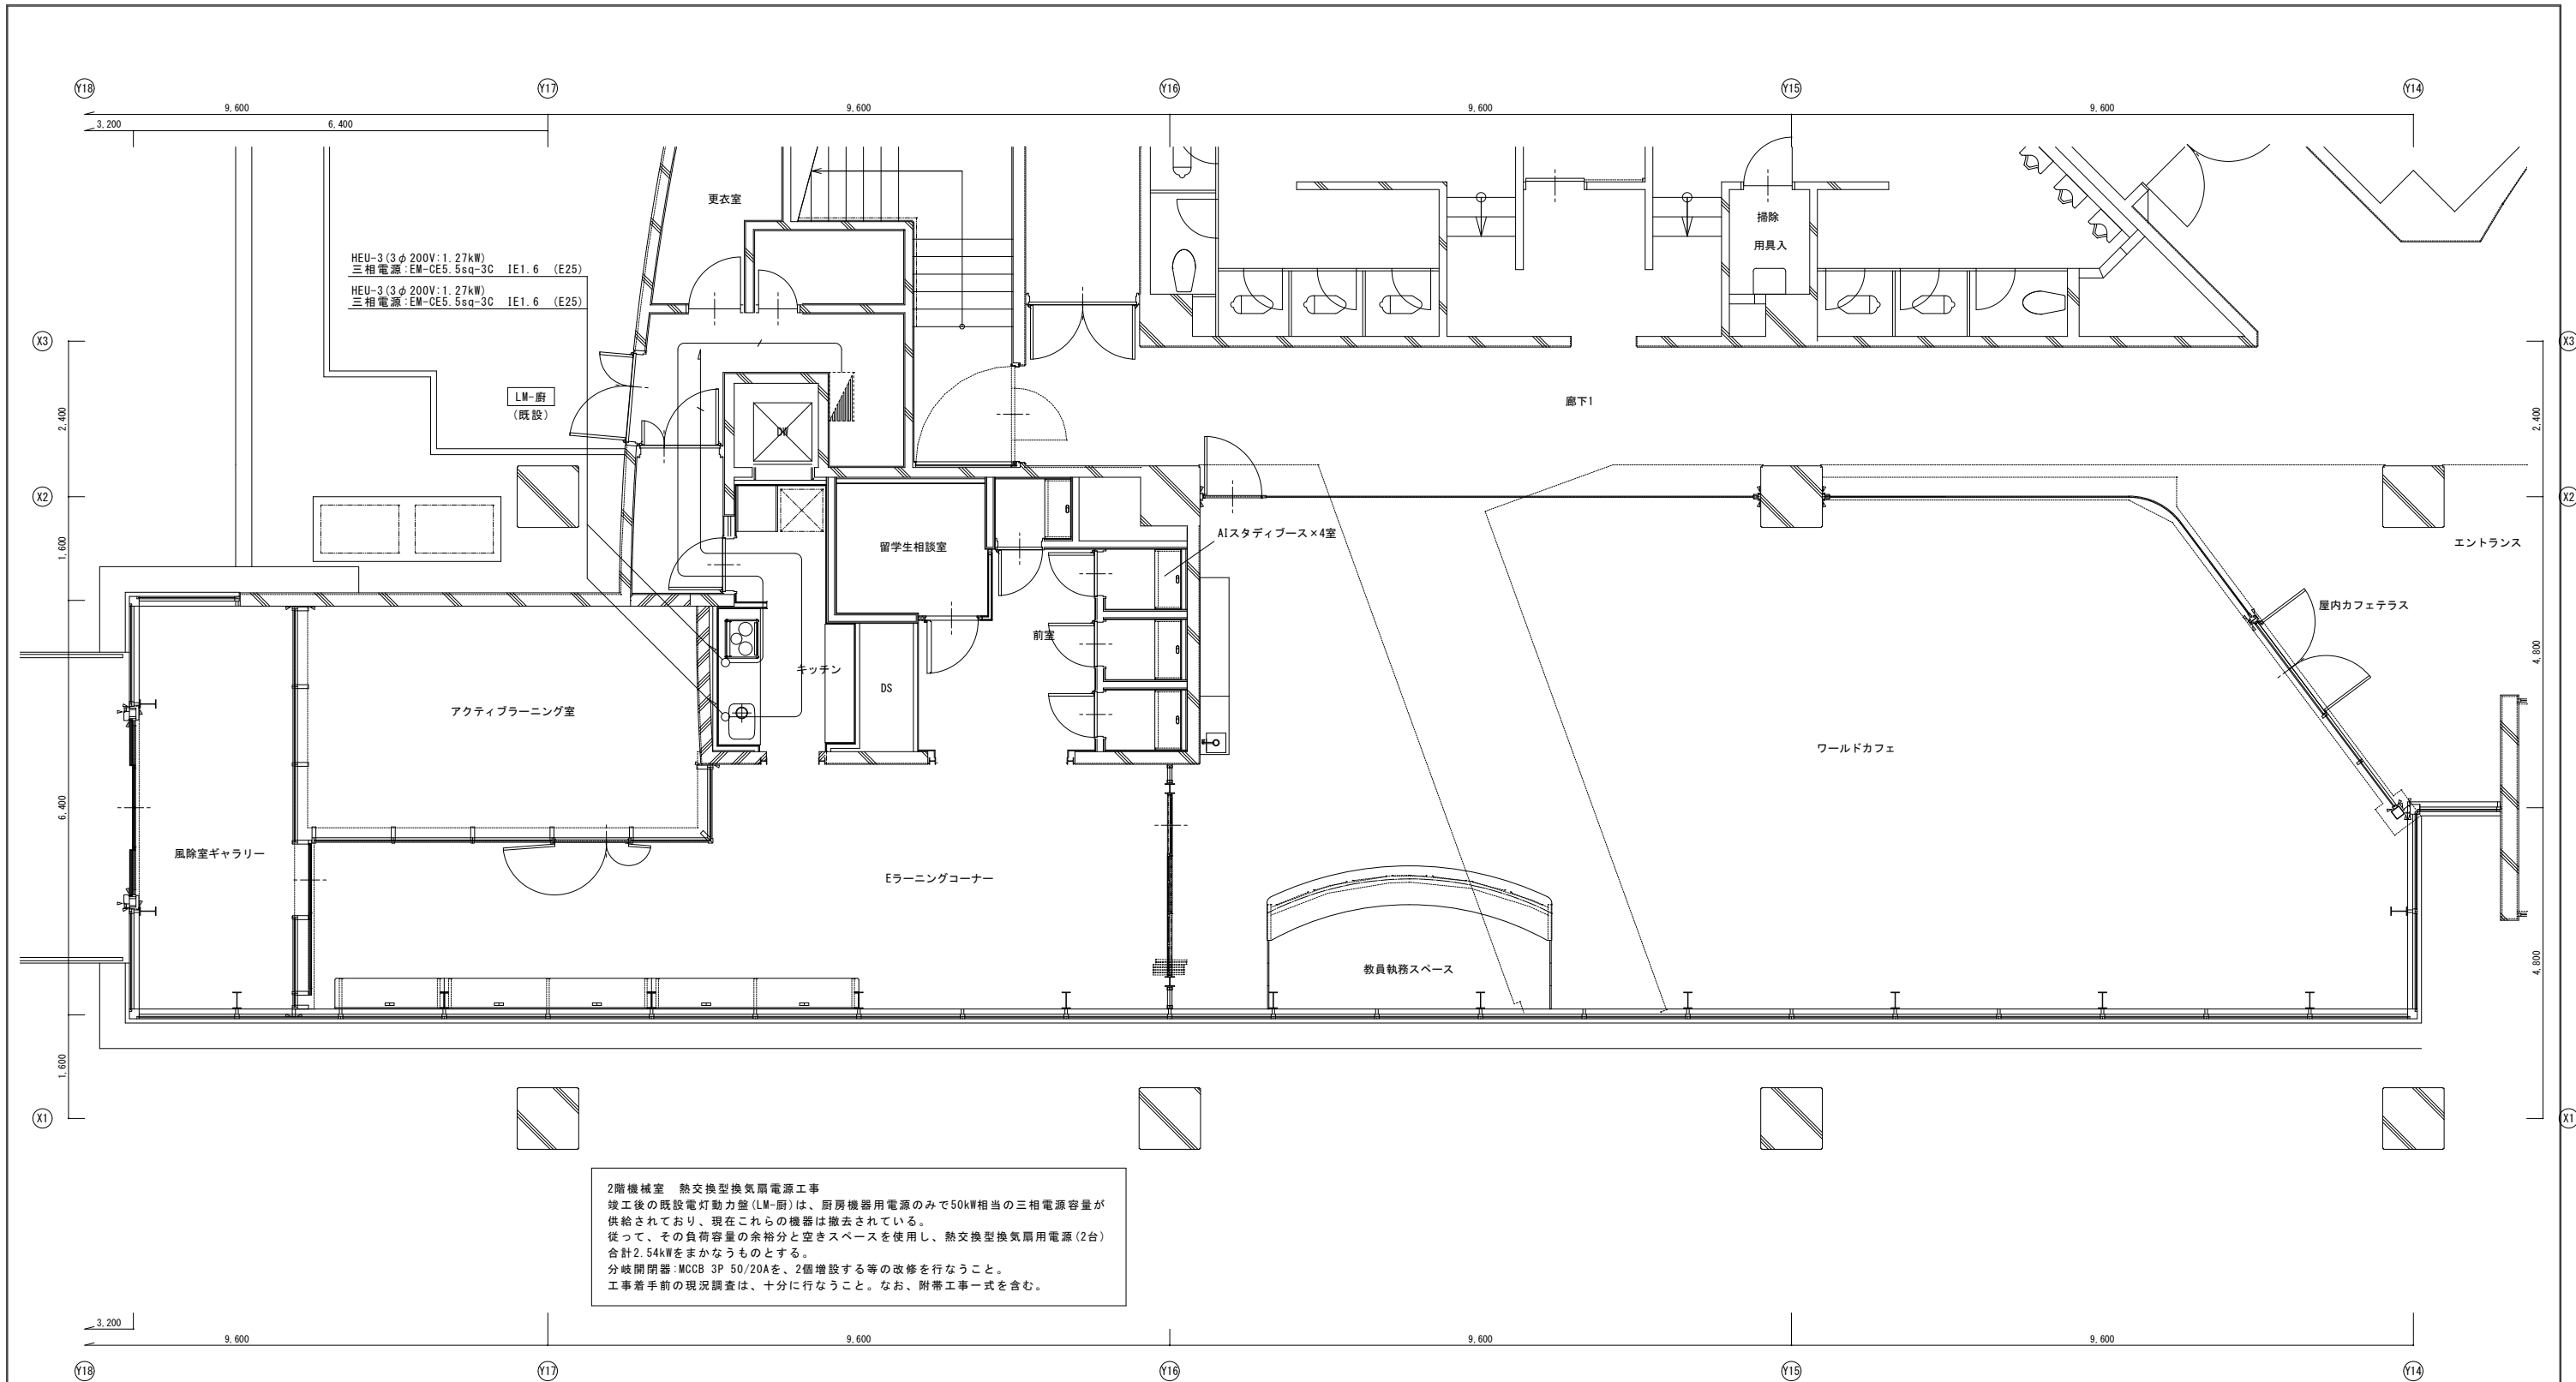 Y18 Y17 Y16 Y15 Y14
9,600 9,600 9,600 9,600
3,200 6,400
更衣室
掃除
用具入
HEU-3(3φ200V:1.27kW)
三相電源:EM-CE5.5sq-3C IE1.6 (E25)
HEU-3(3φ200V:1.27kW)
三相電源:EM-CE5.5sq-3C IE1.6 (E25)
X3 X3
LM-厨
(既設)
廊下1
2,400 2,400
DW
X2 X2
AIスタディブース×4室
留学生相談室
エントランス
1,600
屋内カフェテラス
前室
キッチン
4,800
DS
アクティブラーニング室
ワールドカフェ
6,400
風除室ギャラリー
Eラーニングコーナー
教員執務スペース
4,800
1,600
X1 X1
2階機械室 熱交換型換気扇電源工事
竣工後の既設電灯動力盤(LM-厨)は、厨房機器用電源のみで50kW相当の三相電源容量が
供給されており、現在これらの機器は撤去されている。
従って、その負荷容量の余裕分と空きスペースを使用し、熱交換型換気扇用電源(2台)
合計2.54kWをまかなうものとする。
分岐開閉器:MCCB 3P 50/20Aを、2個増設する等の改修を行なうこと。
工事着手前の現況調査は、十分に行なうこと。なお、附帯工事一式を含む。
3,200
9,600 9,600 9,600 9,600
Y18 Y17 Y16 Y15 Y14